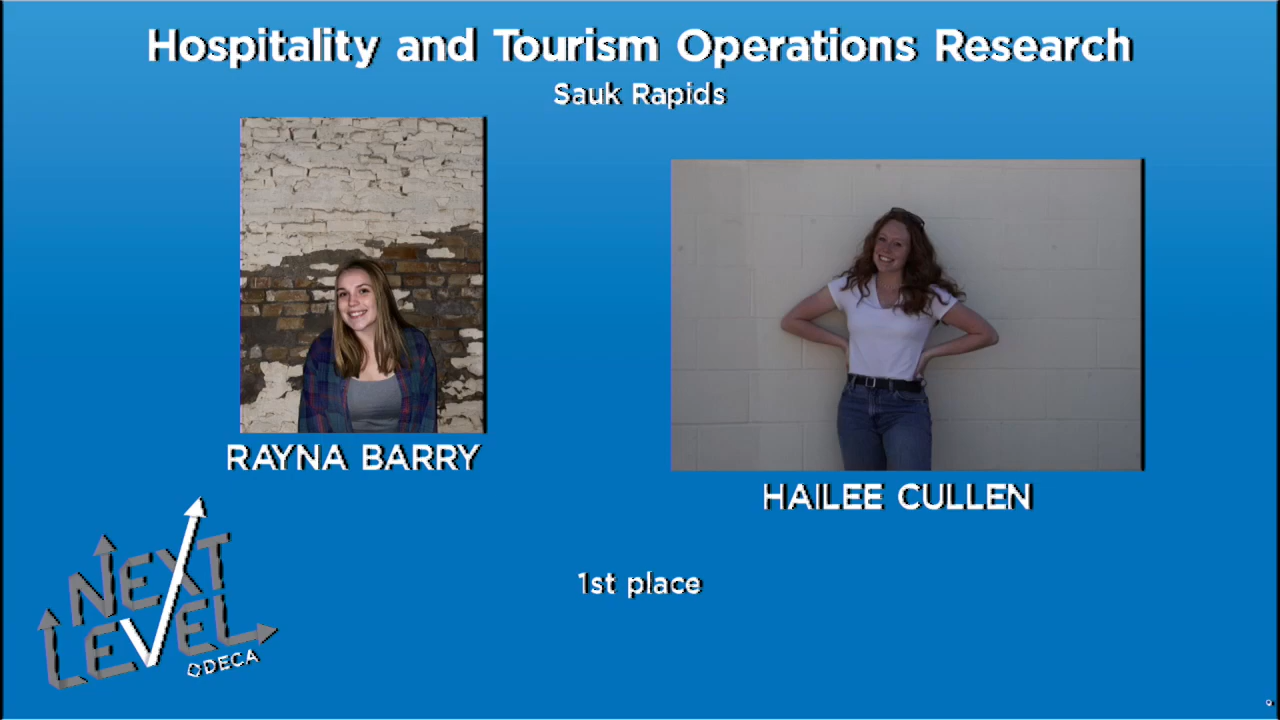 Hospitality and Tourism Operations Research
Sauk Rapids
RAYNA BARRY
HAILEE CULLEN
1st place
NEXT
LEVEL
DECA